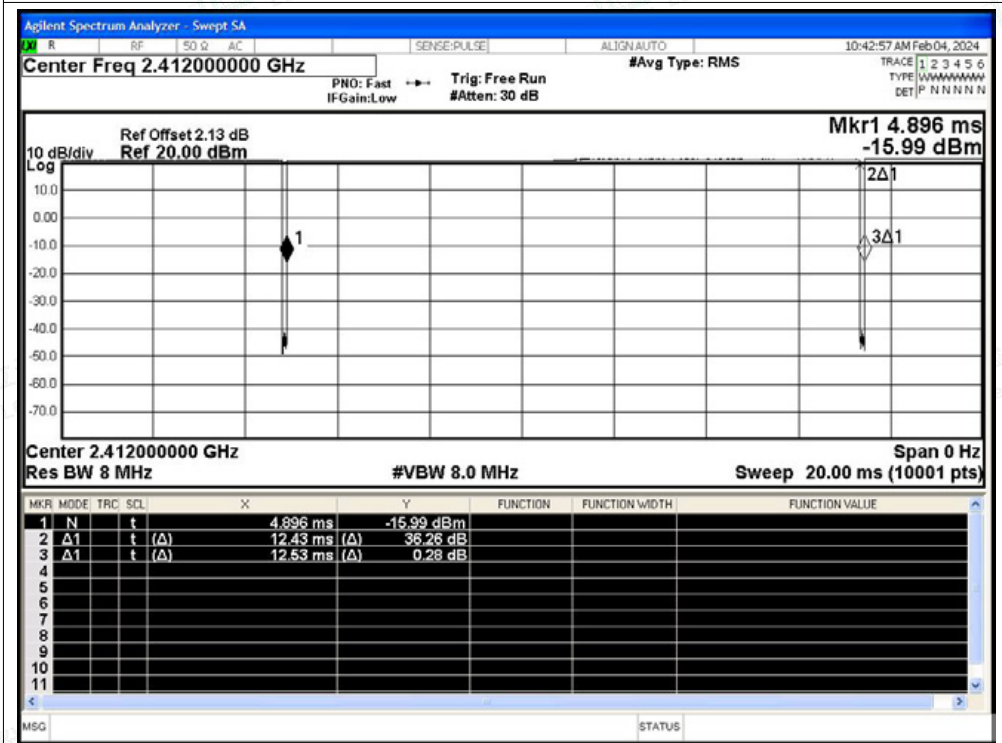 Agilent Spectrum Analyzer - Swept SA
LXI R RF 50 Ω AC SENSE:PULSE ALIGN AUTO 10:42:57 AM Feb 04, 2024
Center Freq 2.412000000 GHz #Avg Type: RMS TRACE 1 2 3 4 5 6
PNO: Fast Trig: Free Run TYPE WWWWWW
IFGain:Low #Atten: 30 dB DET P N N N N N
Mkr1 4.896 ms
Ref Offset 2.13 dB
10 dB/div Ref 20.00 dBm -15.99 dBm
Log
2Δ1
10.0
0.00
1 3Δ1
-10.0
-20.0
-30.0
-40.0
-50.0
-60.0
-70.0
Center 2.412000000 GHz Span 0 Hz
Res BW 8 MHz #VBW 8.0 MHz Sweep 20.00 ms (10001 pts)
MKR MODE TRC SCL X Y FUNCTION FUNCTION WIDTH FUNCTION VALUE
1 N t 4.896 ms -15.99 dBm
2 Δ1 t (Δ) 12.43 ms (Δ) 36.26 dB
3 Δ1 t (Δ) 12.53 ms (Δ) 0.28 dB
4
5
6
7
8
9
10
11
MSG STATUS